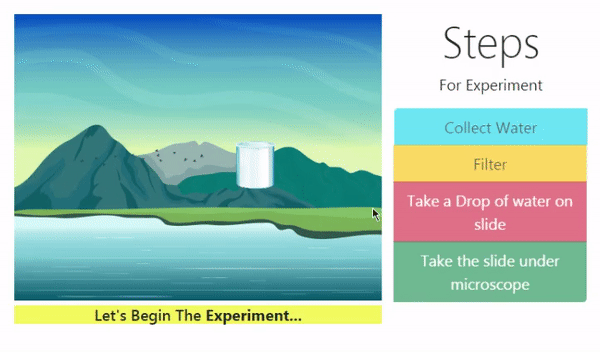 Steps
For Experiment
Collect Water
Filter
Take a Drop of water on
slide
Take the slide under
microscope
Let's Begin The Experiment...